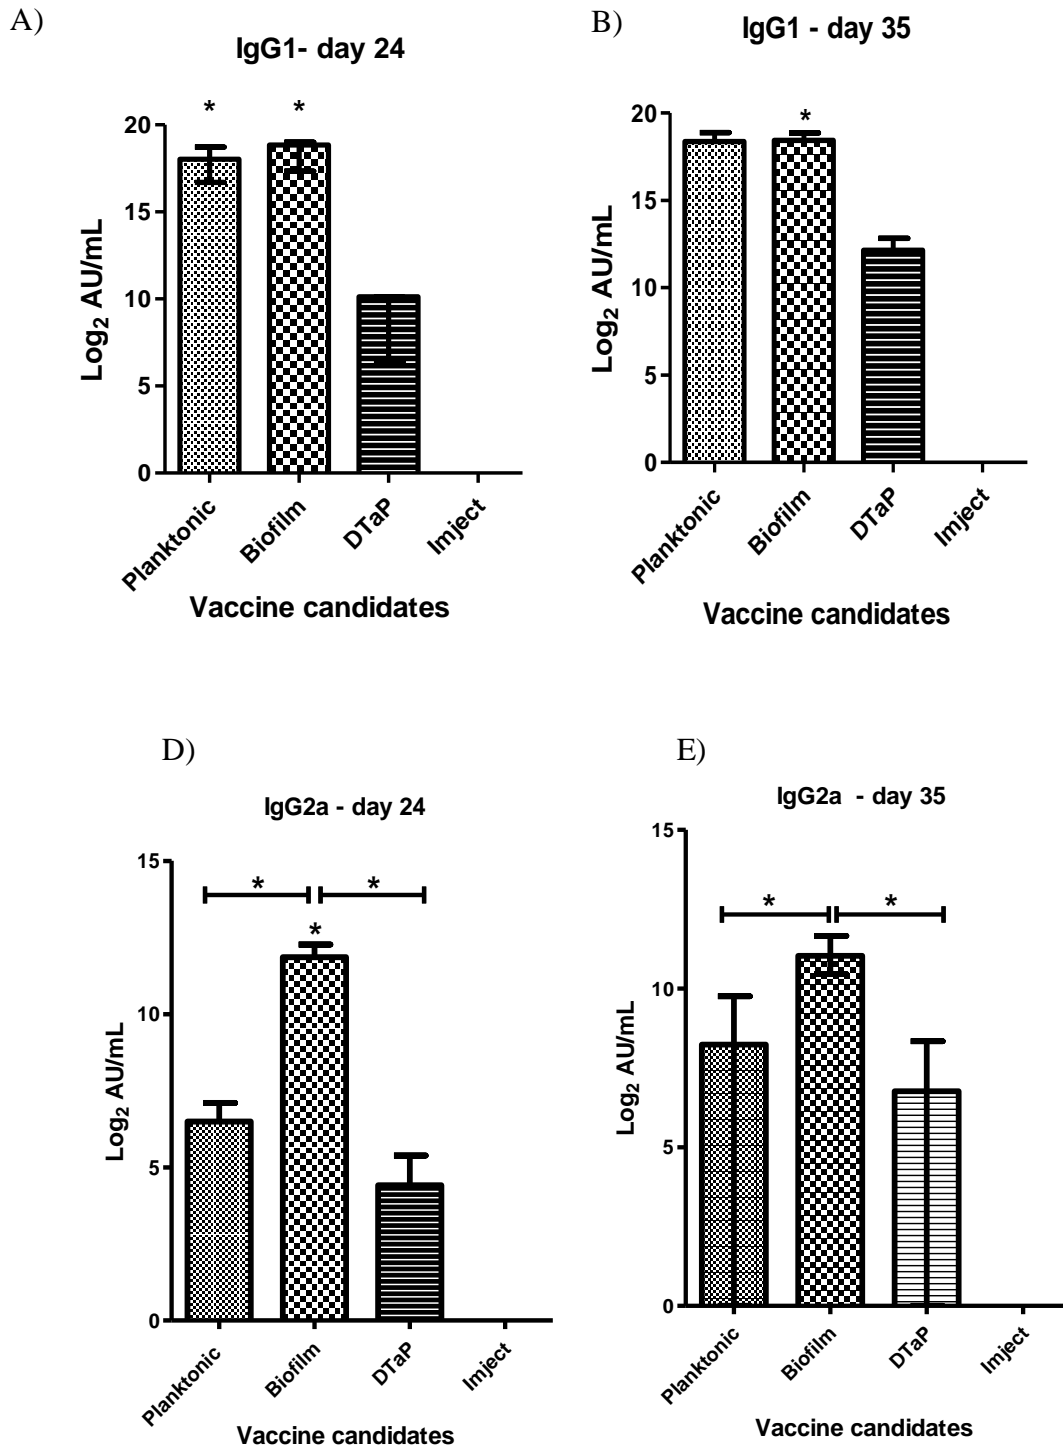 A)
IgG1- day 24
* *
20
15
10
5
0
Log2 AU/mL
Planktonic
Biofilm
DTaP
Imject
Vaccine candidates
B)
IgG1 - day 35
*
20
15
10
5
0
Log2 AU/mL
Planktonic
Biofilm
DTaP
Imject
Vaccine candidates
D)
IgG2a - day 24
* *
*
15
10
5
0
Log2 AU/mL
Planktonic
Biofilm
DTaP
Imject
Vaccine candidates
E)
IgG2a - day 35
* *
15
10
5
0
Log2 AU/mL
Planktonic
Biofilm
DTaP
Imject
Vaccine candidates